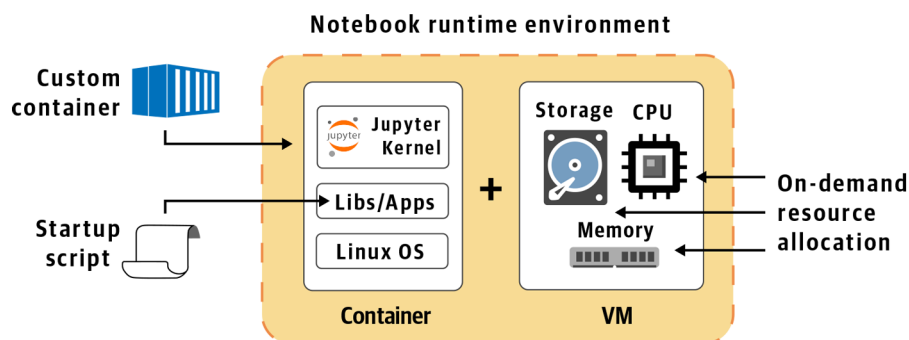 Notebook runtime environment
Custom
container
Startup
script
jupyter
Jupyter
Kernel
Libs/Apps
Linux OS
Container
+
Storage
CPU
Memory
VM
On-demand
resource
allocation